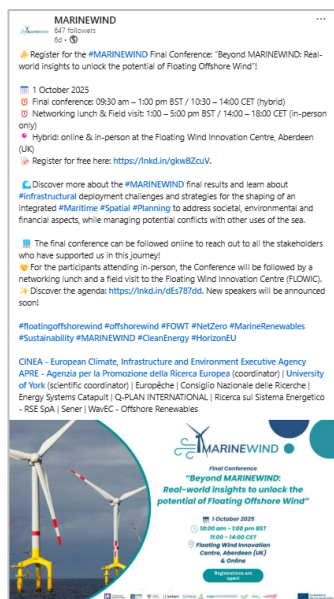 MARINEWIND
647 followers
6d •
Register for the #MARINEWIND Final Conference: "Beyond MARINEWIND: Real-
world insights to unlock the potential of Floating Offshore Wind"!
1 October 2025
Final conference: 09:30 am – 1:00 pm BST / 10:30 – 14:00 CET (hybrid)
Networking lunch & Field visit: 1:00 – 5:00 pm BST / 14:00 – 18:00 CET (in-person
only)
Hybrid: online & in-person at the Floating Wind Innovation Centre, Aberdeen
(UK)
Register for free here: https://lnkd.in/gkwBZcuV.
Discover more about the #MARINEWIND final results and learn about
#infrastructural deployment challenges and strategies for the shaping of an
integrated #Maritime #Spatial #Planning to address societal, environmental and
financial aspects, while managing potential conflicts with other uses of the sea.
The final conference can be followed online to reach out to all the stakeholders
who have supported us in this journey!
For the participants attending in-person, the Conference will be followed by a
networking lunch and a field visit to the Floating Wind Innovation Centre (FLOWIC).
Discover the agenda: https://lnkd.in/dEs787dd. New speakers will be announced
soon!
#floatingoffshorewind #offshorewind #FOWT #NetZero #MarineRenewables
#Sustainability #MARINEWIND #CleanEnergy #HorizonEU
CINEA - European Climate, Infrastructure and Environment Executive Agency
APRE - Agenzia per la Promozione della Ricerca Europea (coordinator) | University
of York (scientific coordinator) | Europêche | Consiglio Nazionale delle Ricerche |
Energy Systems Catapult | Q-PLAN INTERNATIONAL | Ricerca sul Sistema Energetico
- RSE SpA | Sener | WavEC - Offshore Renewables
MARINEWIND
Final Conference
"Beyond MARINEWIND:
Real-world insights to unlock the
potential of Floating Offshore Wind"
1 October 2025
10:00 am - 1:00 pm BST
11:00 - 14:00 CET
Floating Wind Innovation
Centre, Aberdeen (UK)
& Online
Registrations are
open!